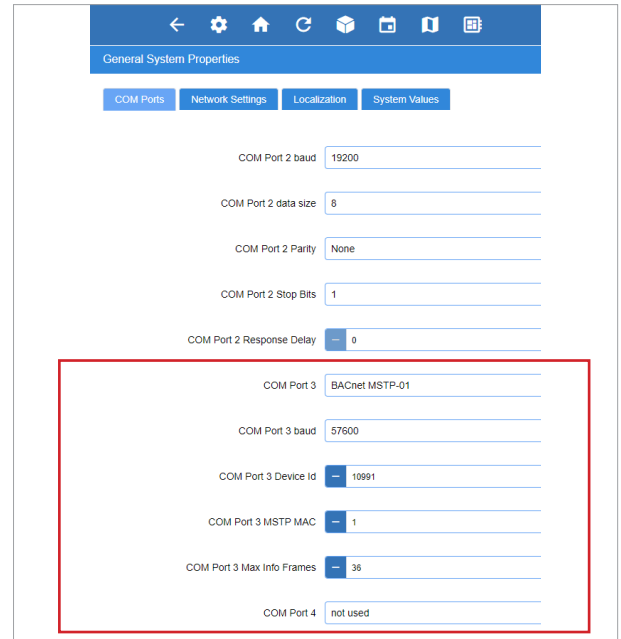 General System Properties
COM Ports Network Settings Localization System Values
COM Port 2 baud 19200
COM Port 2 data size 8
COM Port 2 Parity None
COM Port 2 Stop Bits 1
COM Port 2 Response Delay − 0
COM Port 3 BACnet MSTP-01
COM Port 3 baud 57600
COM Port 3 Device Id − 10991
COM Port 3 MSTP MAC − 1
COM Port 3 Max Info Frames − 36
COM Port 4 not used